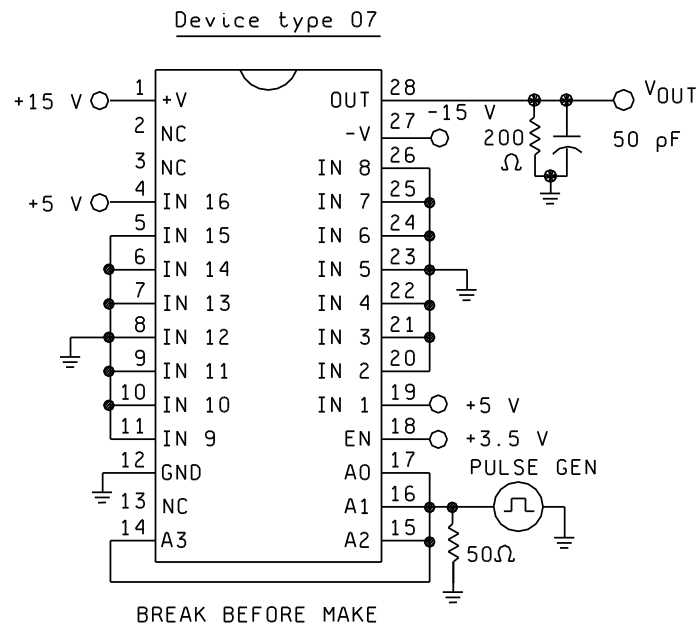 Device type 07
+15 V 1 +V OUT 28 VOUT
2 NC -V 27 -15 V 200 Ω 50 pF
3 NC IN 8 26
+5 V 4 IN 16 IN 7 25
5 IN 15 IN 6 24
6 IN 14 IN 5 23
7 IN 13 IN 4 22
8 IN 12 IN 3 21
9 IN 11 IN 2 20
10 IN 10 IN 1 19 +5 V
11 IN 9 EN 18 +3.5 V
12 GND A0 17 PULSE GEN
13 NC A1 16
14 A3 A2 15 50Ω
BREAK BEFORE MAKE